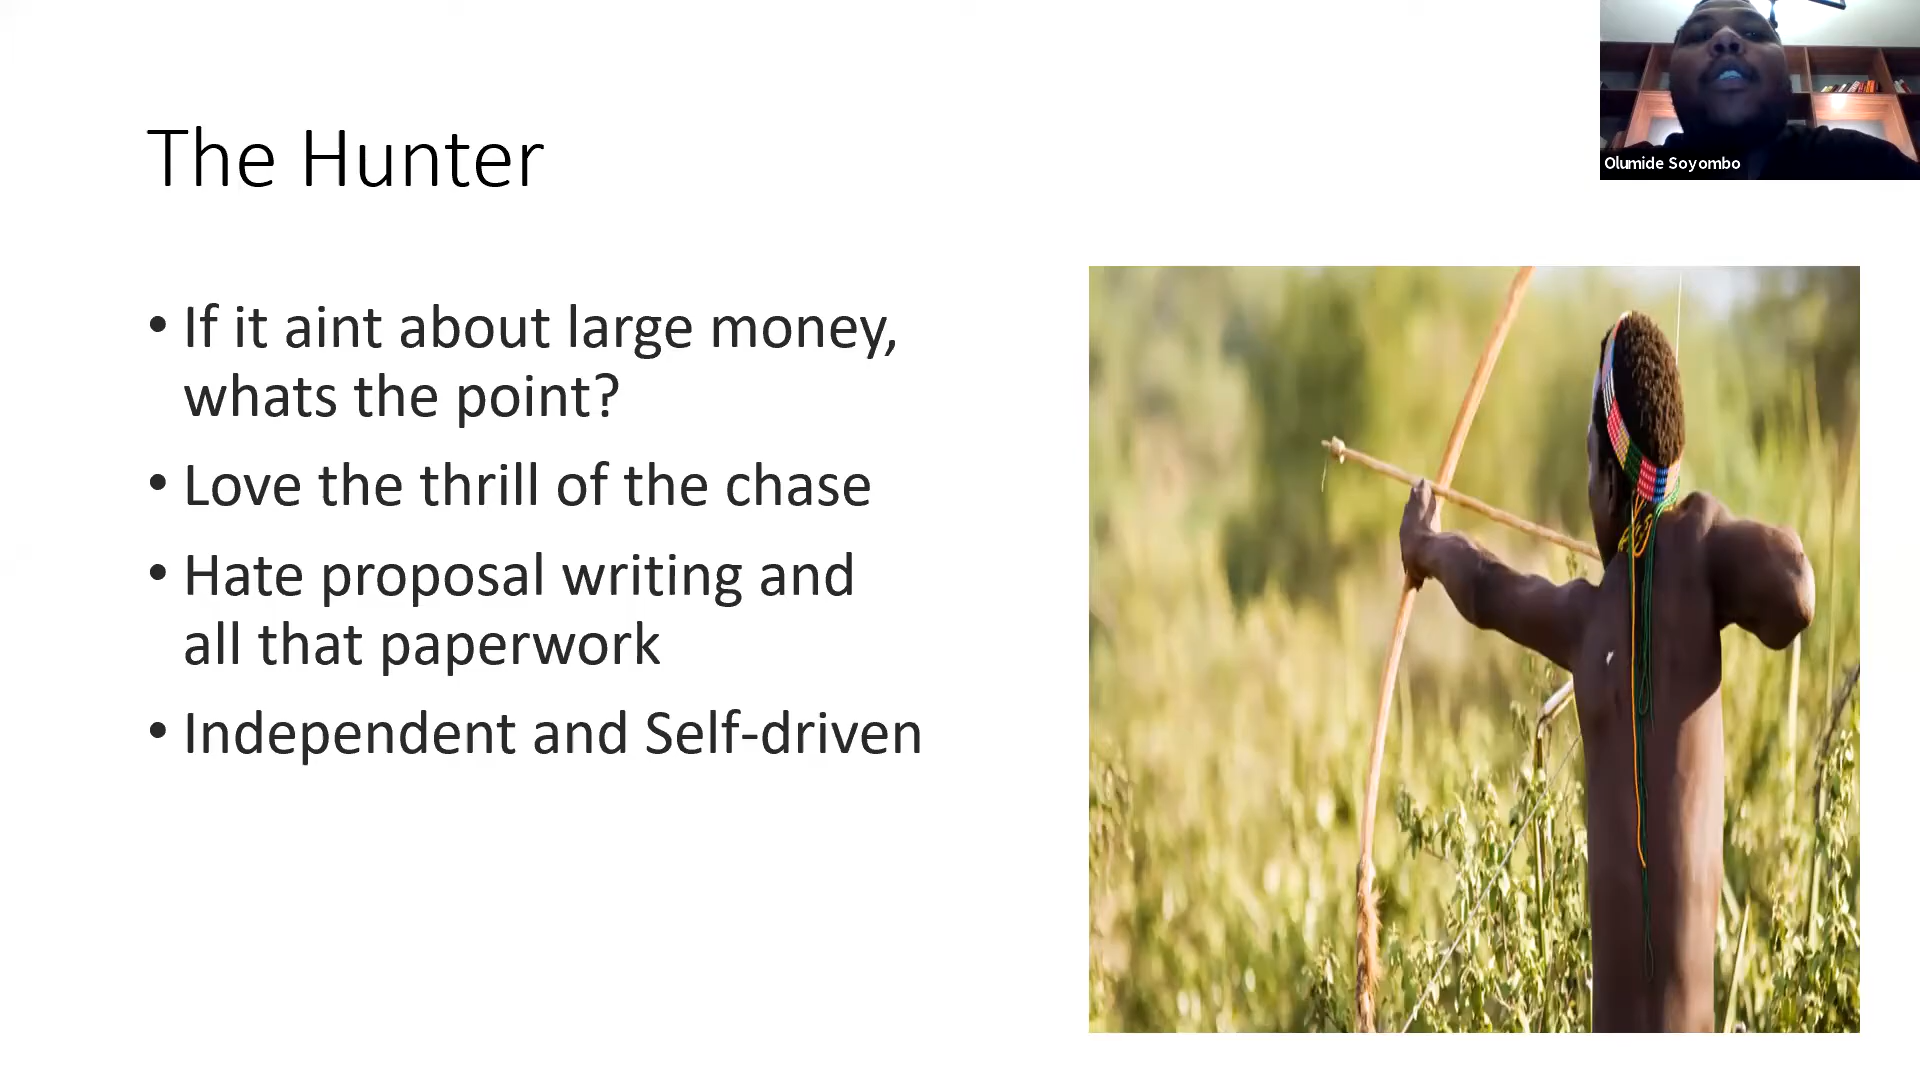 Olumide Soyombo
The Hunter
• If it aint about large money,
whats the point?
• Love the thrill of the chase
• Hate proposal writing and
all that paperwork
• Independent and Self-driven